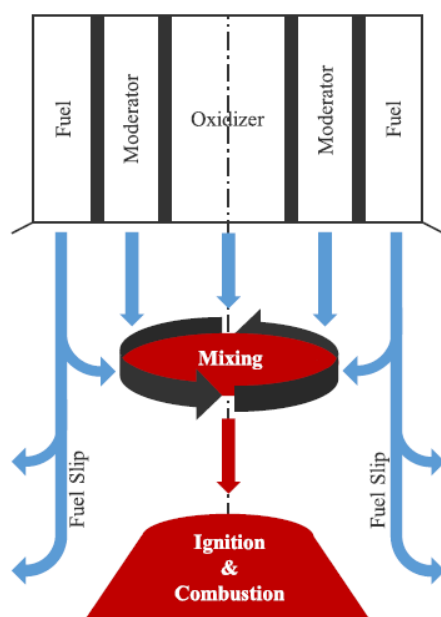 Fuel
Moderator
Oxidizer
Moderator
Fuel
Mixing
Fuel Slip
Fuel Slip
Ignition
&
Combustion